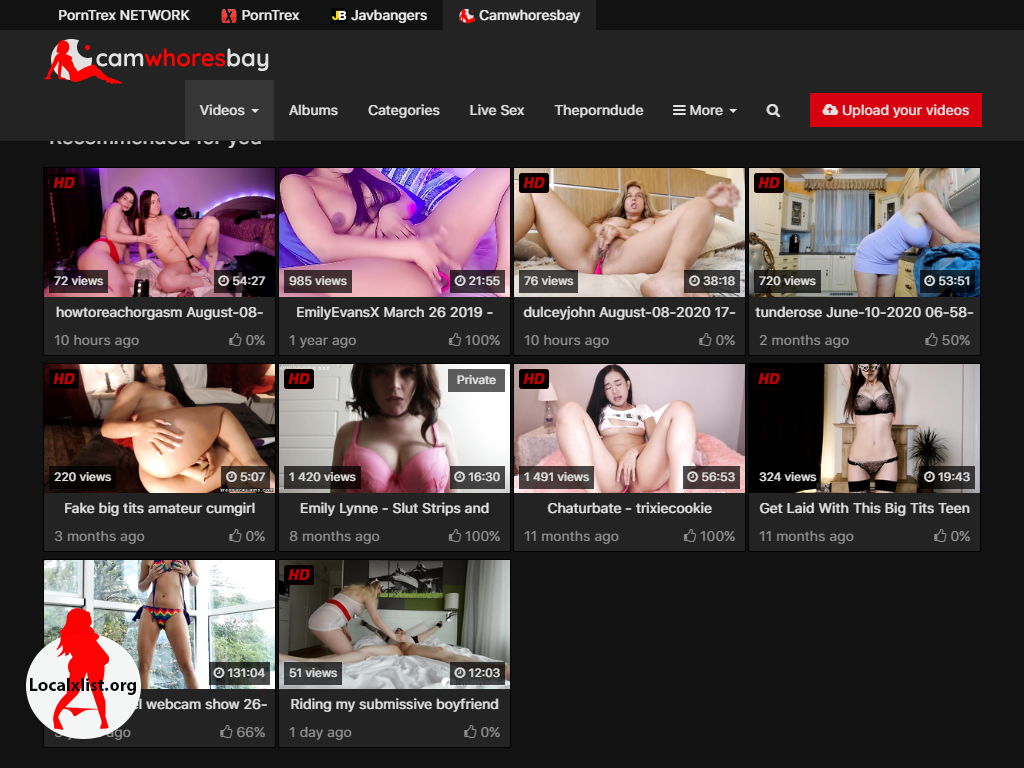 PornTrex NETWORK PornTrex JB Javbangers Camwhoresbay
camwhoresbay
Videos Albums Categories Live Sex Theporndude More Upload your videos
Recommended for you
HD HD HD
72 views 54:27 985 views 21:55 76 views 38:18 720 views 53:51
howtoreachorgasm August-08- EmilyEvansX March 26 2019 - dulceyjohn August-08-2020 17- tunderose June-10-2020 06-58-
10 hours ago 0% 1 year ago 100% 10 hours ago 0% 2 months ago 50%
HD HD Private HD HD
220 views 5:07 1 420 views 16:30 1 491 views 56:53 324 views 19:43
Fake big tits amateur cumgirl Emily Lynne - Slut Strips and Chaturbate - trixiecookie Get Laid With This Big Tits Teen
3 months ago 0% 8 months ago 100% 11 months ago 100% 11 months ago 0%
HD
131:04 51 views 12:03
Localxlist.org
webcam show 26- Riding my submissive boyfriend
ago 66% 1 day ago 0%